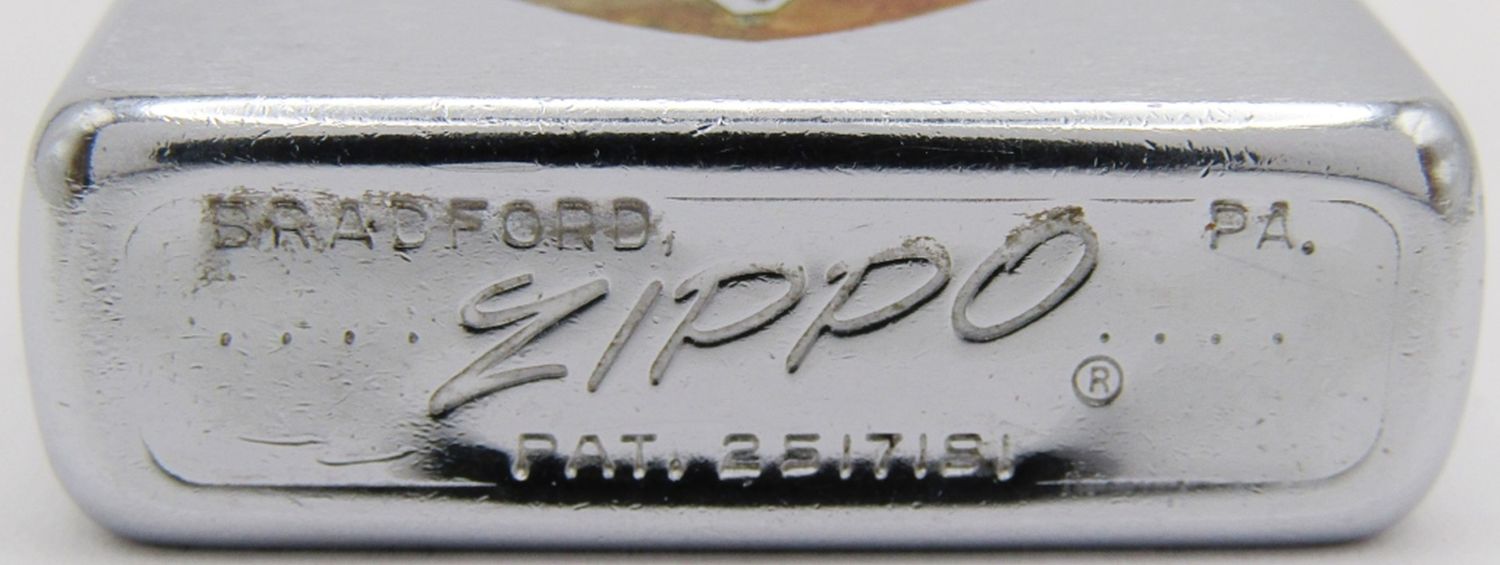 BRADFORD, PA.
.... ZIPPO ®....
PAT. 2517191